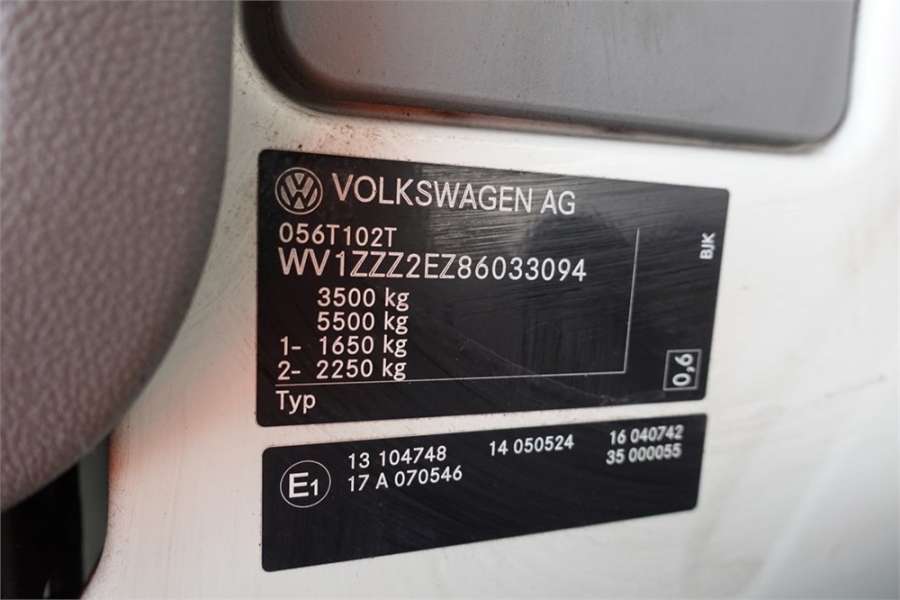 VOLKSWAGEN AG
056T102T
WV1ZZZ2EZ86033094
3500 kg
5500 kg
1- 1650 kg
2- 2250 kg
Typ
BJK
0,6
E1
13 104748 14 050524 16 040742
17 A 070546 35 000055